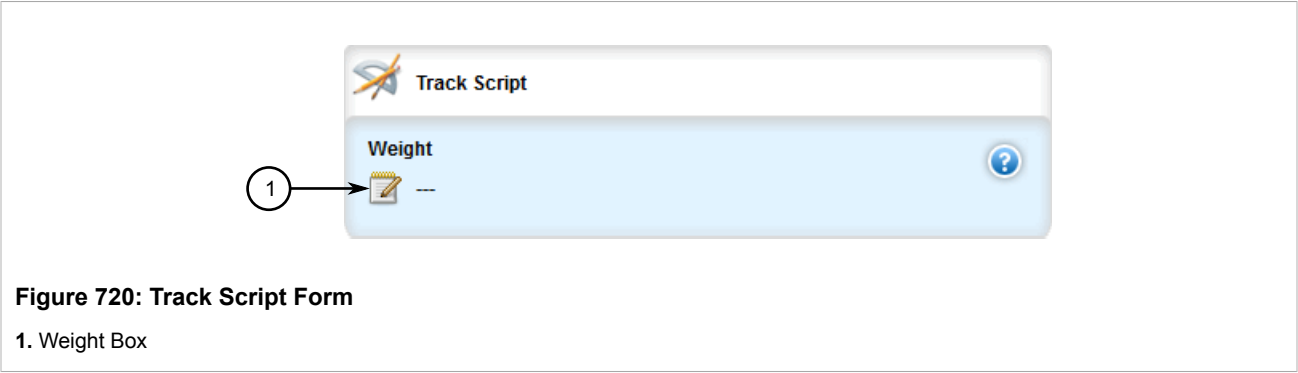 Track Script
Weight
1
---
Figure 720: Track Script Form
1. Weight Box